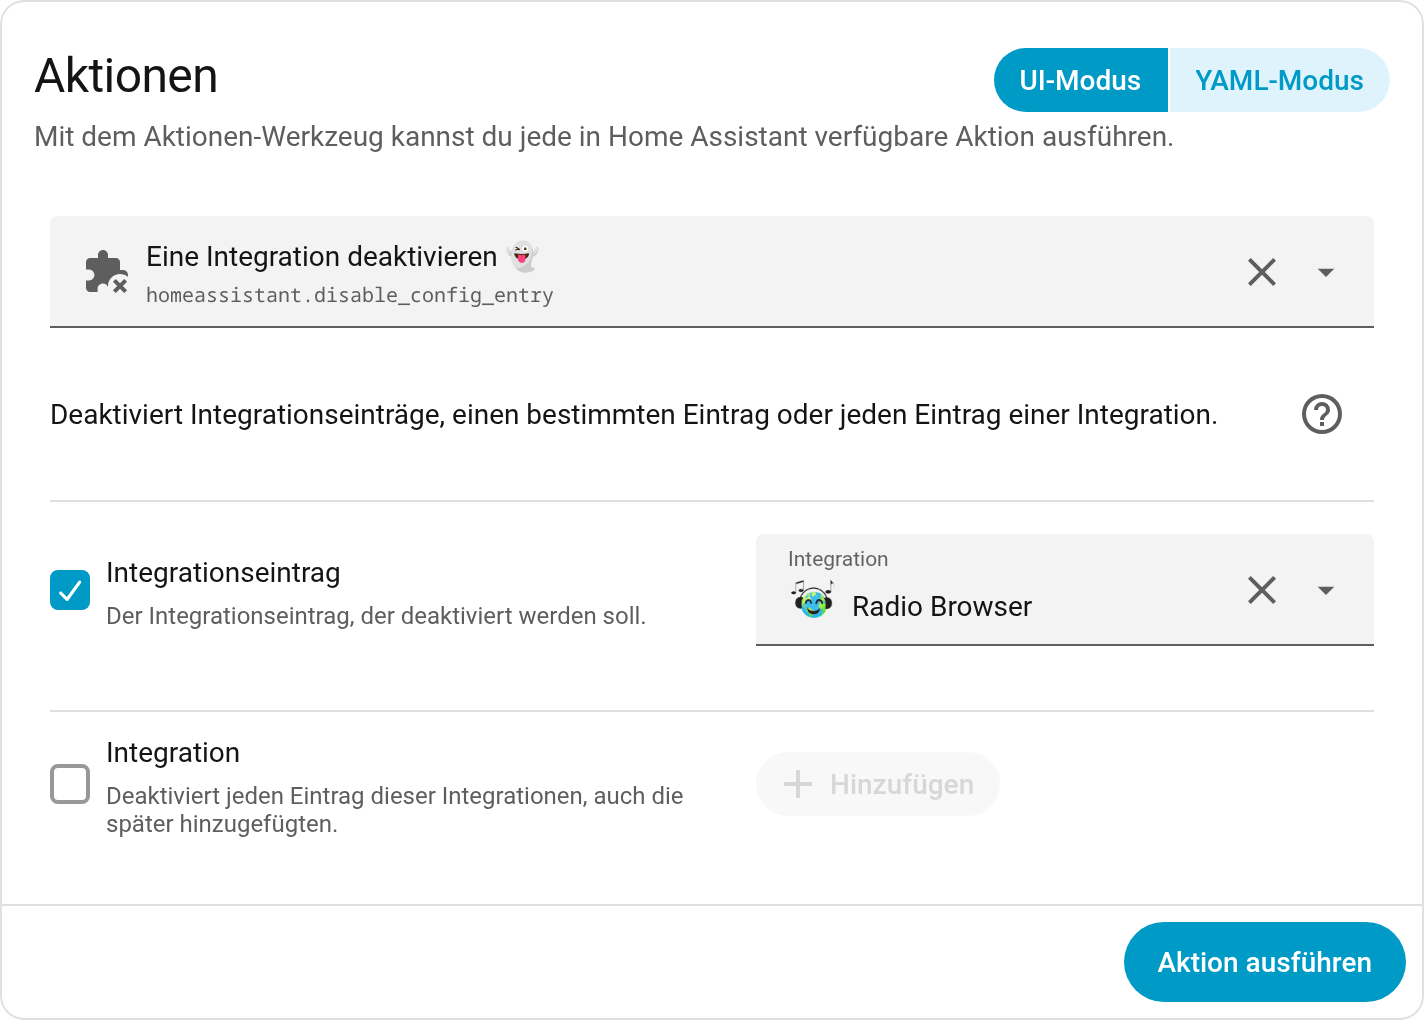 Aktionen
UI-Modus
YAML-Modus
Mit dem Aktionen-Werkzeug kannst du jede in Home Assistant verfügbare Aktion ausführen.
Eine Integration deaktivieren 👻
homeassistant.disable_config_entry
Deaktiviert Integrationseinträge, einen bestimmten Eintrag oder jeden Eintrag einer Integration.
Integrationseintrag
Der Integrationseintrag, der deaktiviert werden soll.
Integration
Radio Browser
Integration
Deaktiviert jeden Eintrag dieser Integrationen, auch die
später hinzugefügten.
Hinzufügen
Aktion ausführen